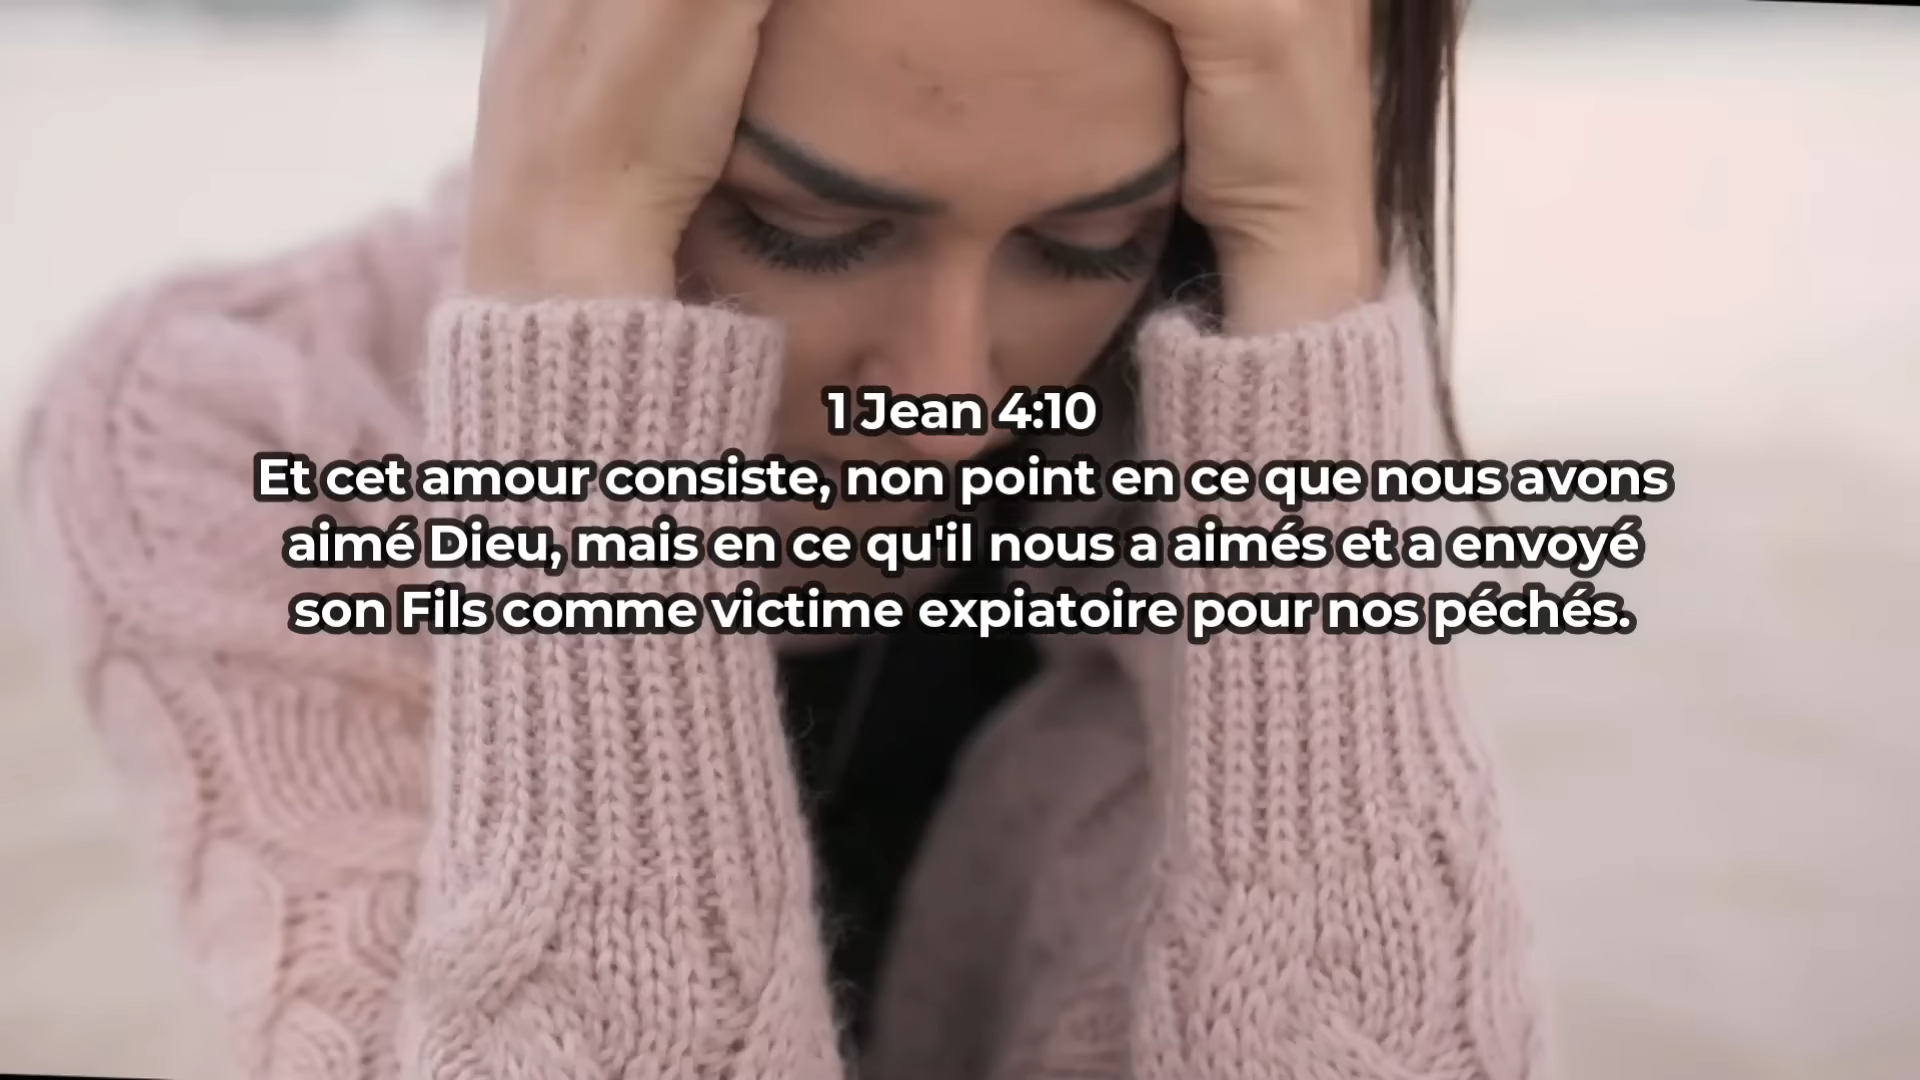 1 Jean 4:10
Et cet amour consiste, non point en ce que nous avons
aimé Dieu, mais en ce qu'il nous a aimés et a envoyé
son Fils comme victime expiatoire pour nos péchés.